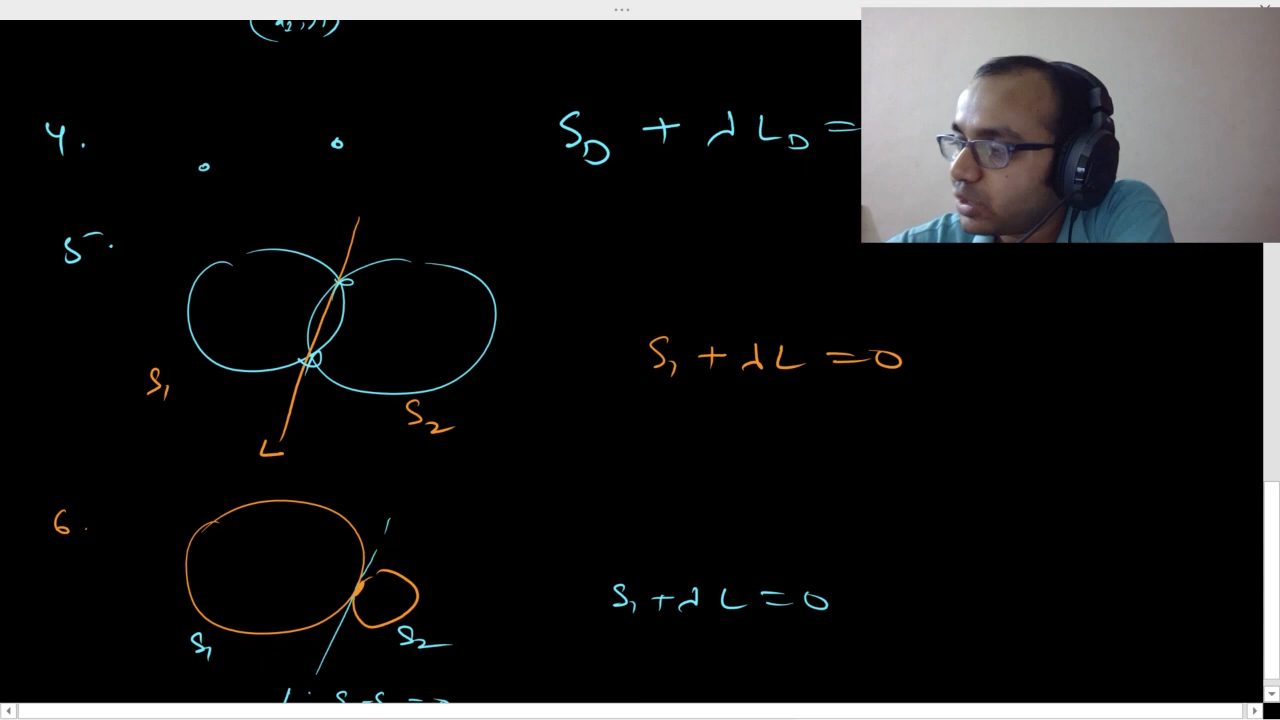 4. S_D + λ L_D =
5.
S₁ + λL = 0
S₁
S₂
L
6.
S₁ + λ L = 0
S₁
S₂